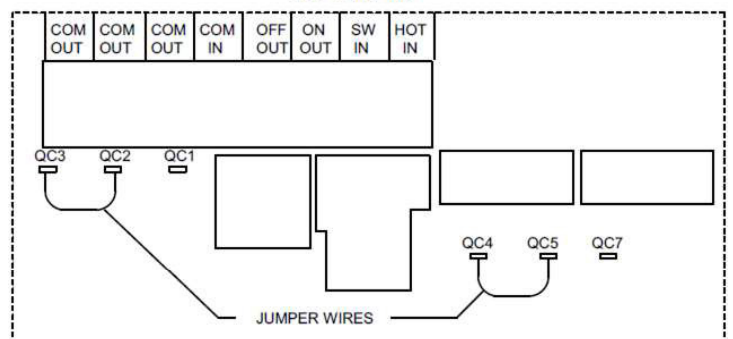 COM COM COM COM OFF ON SW HOT
OUT OUT OUT IN OUT OUT IN IN
QC3 QC2 QC1
QC4 QC5 QC7
JUMPER WIRES